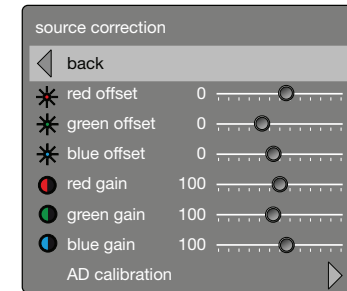 source correction
back
red offset 0
green offset 0
blue offset 0
red gain 100
green gain 100
blue gain 100
AD calibration